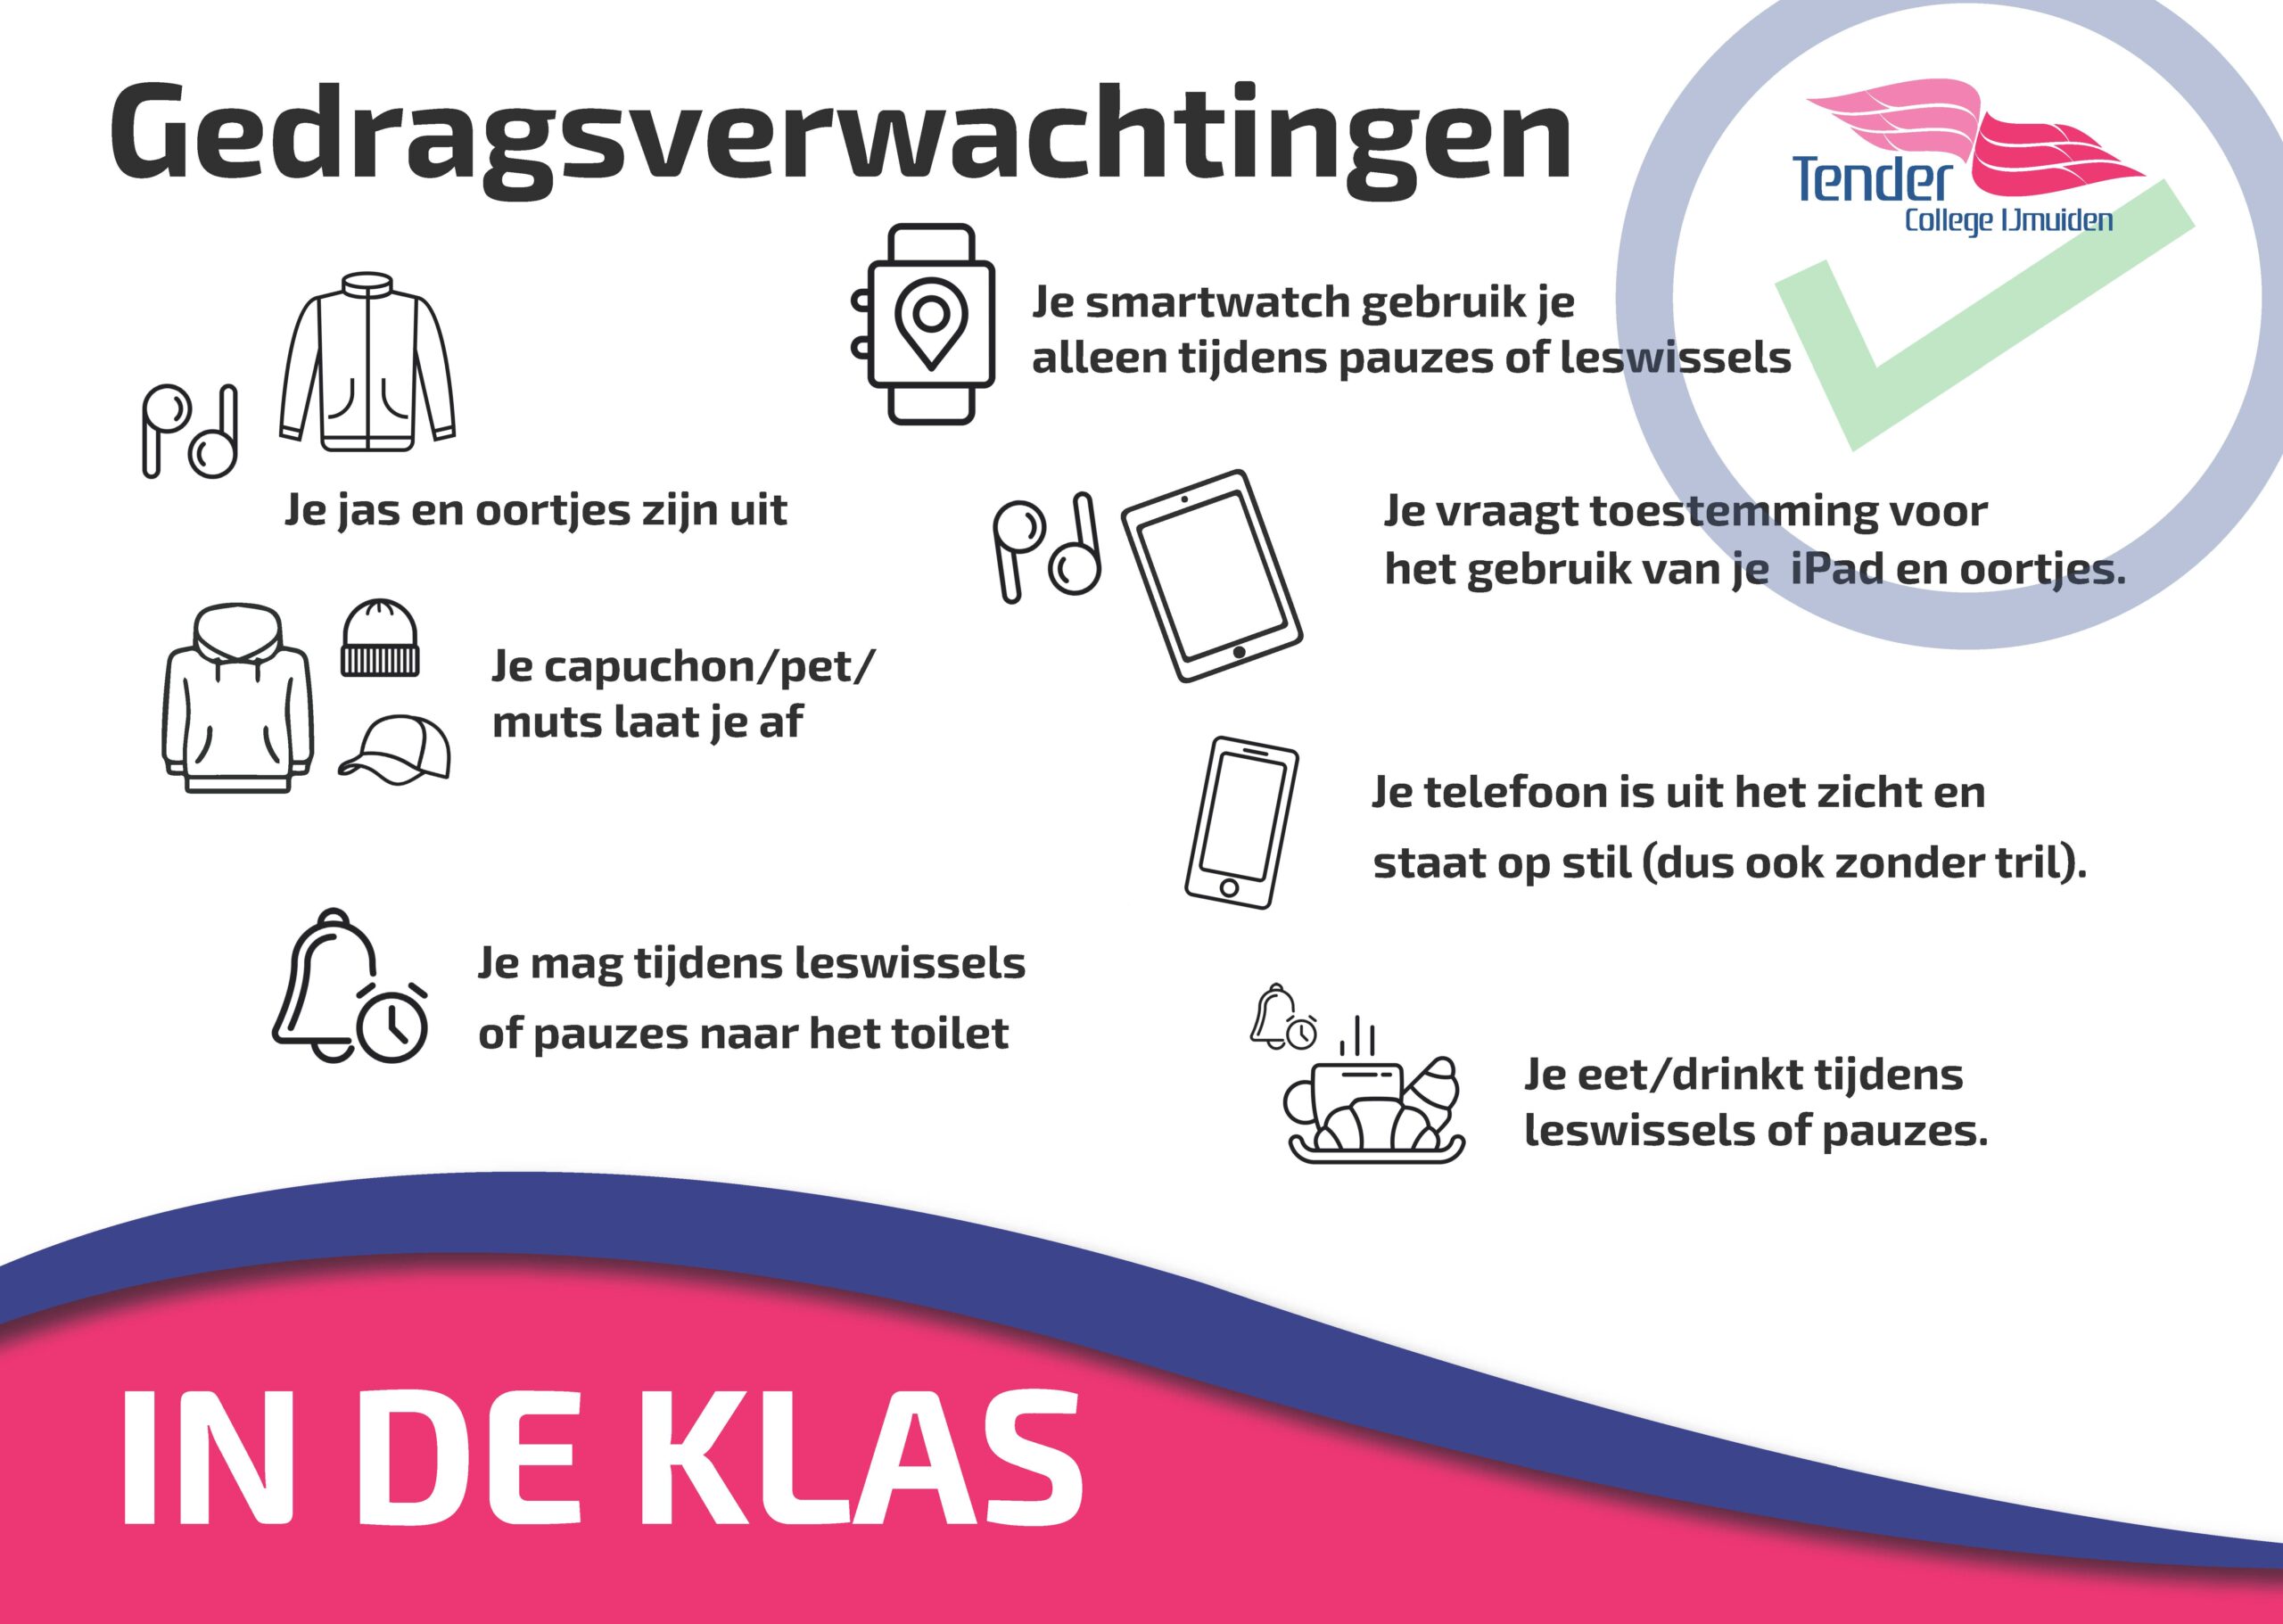 Gedragsverwachtingen
Tender
College IJmuiden
Je smartwatch gebruik je
alleen tijdens pauzes of leswissels
Je jas en oortjes zijn uit
Je vraagt toestemming voor
het gebruik van je iPad en oortjes.
Je capuchon/pet/
muts laat je af
Je telefoon is uit het zicht en
staat op stil (dus ook zonder tril).
Je mag tijdens leswissels
of pauzes naar het toilet
Je eet/drinkt tijdens
leswissels of pauzes.
IN DE KLAS